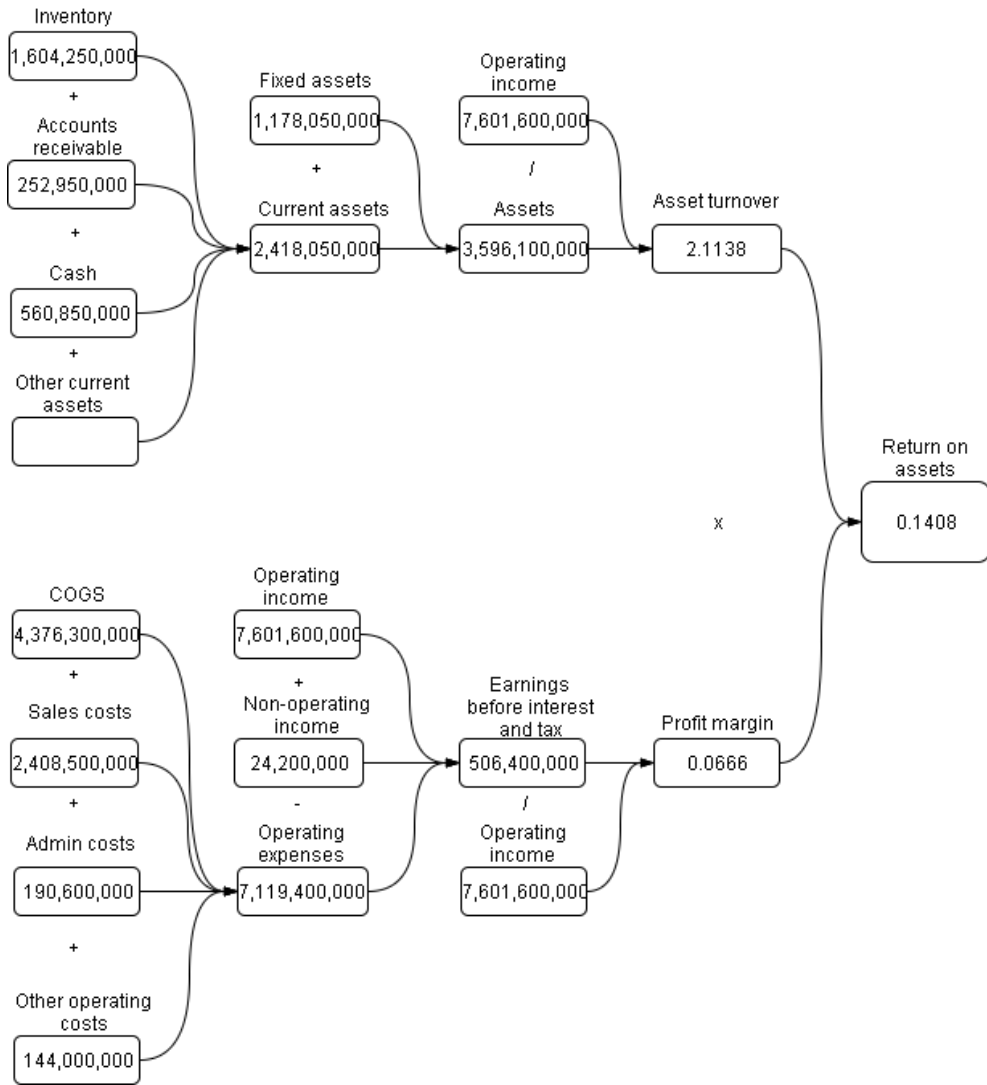 Inventory
1,604,250,000
+
Accounts
receivable
252,950,000
+
Cash
560,850,000
+
Other current
assets
Fixed assets
1,178,050,000
+
Current assets
2,418,050,000
Operating
income
7,601,600,000
/
Assets
3,596,100,000
Asset turnover
2.1138
x
Return on
assets
0.1408
COGS
4,376,300,000
+
Sales costs
2,408,500,000
+
Admin costs
190,600,000
+
Other operating
costs
144,000,000
Operating
income
7,601,600,000
+
Non-operating
income
24,200,000
-
Operating
expenses
7,119,400,000
Earnings
before interest
and tax
506,400,000
/
Operating
income
7,601,600,000
Profit margin
0.0666